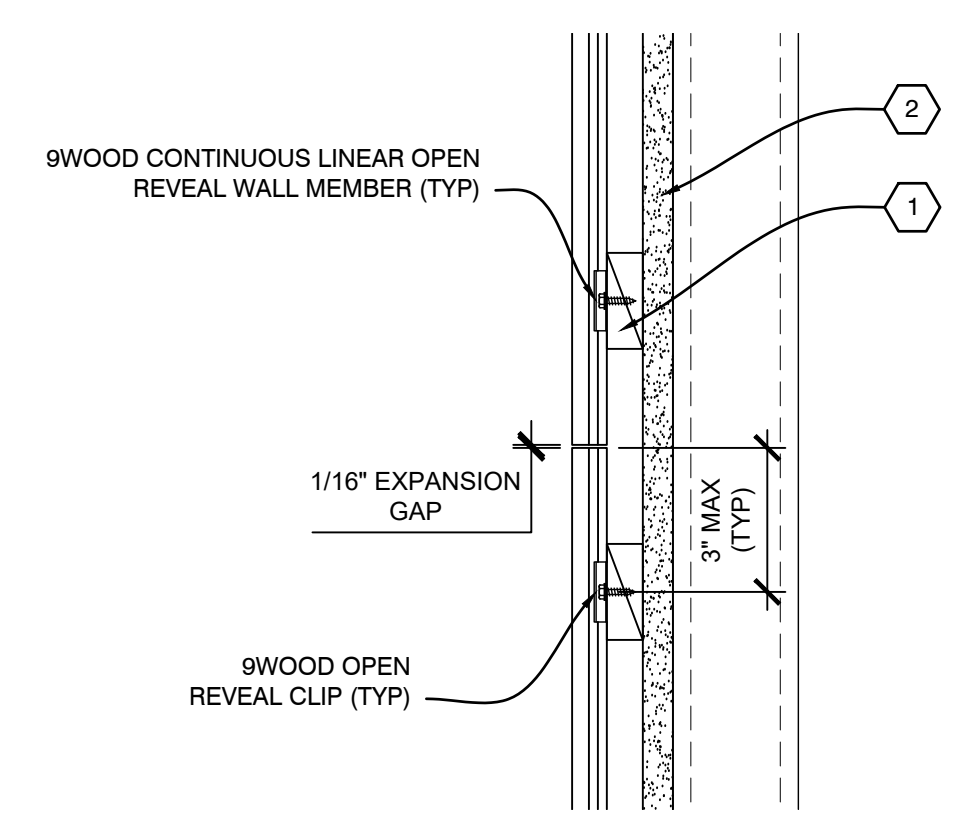 2
9WOOD CONTINUOUS LINEAR OPEN
REVEAL WALL MEMBER (TYP)
1
1/16" EXPANSION
GAP
3" MAX
(TYP)
9WOOD OPEN
REVEAL CLIP (TYP)